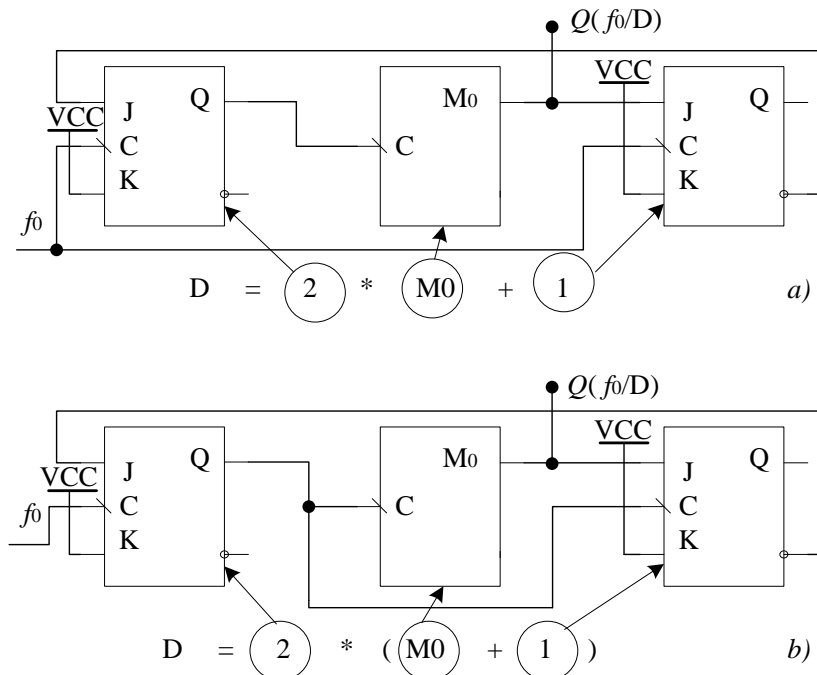 Q(f0/D)
VCC
J Q M0 J Q
VCC
C C C
K K
f0
D = 2 * M0 + 1 a)
Q(f0/D)
VCC
J Q M0 J Q
VCC
f0 C C C
K K
D = 2 * ( M0 + 1 ) b)